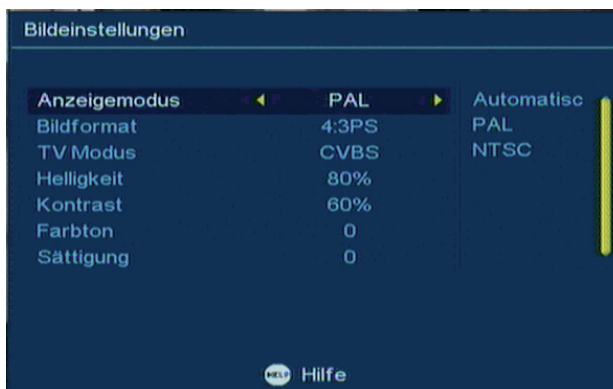 Bildeinstellungen
Anzeigemodus PAL Automatisc
Bildformat 4:3PS PAL
TV Modus CVBS NTSC
Helligkeit 80%
Kontrast 60%
Farbton 0
Sättigung 0
HELP Hilfe